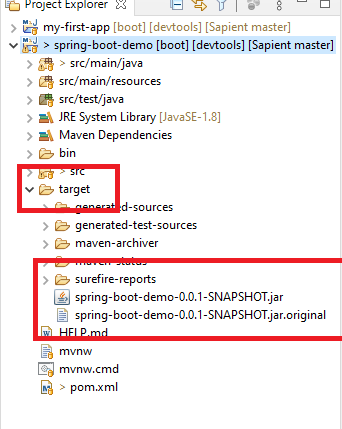 Project Explorer
my-first-app [boot] [devtools] [Sapient master]
> spring-boot-demo [boot] [devtools] [Sapient master]
src/main/java
src/main/resources
src/test/java
JRE System Library [JavaSE-1.8]
Maven Dependencies
bin
> src
target
generated-sources
generated-test-sources
maven-archiver
maven-status
surefire-reports
spring-boot-demo-0.0.1-SNAPSHOT.jar
spring-boot-demo-0.0.1-SNAPSHOT.jar.original
HELP.md
mvnw
mvnw.cmd
> pom.xml